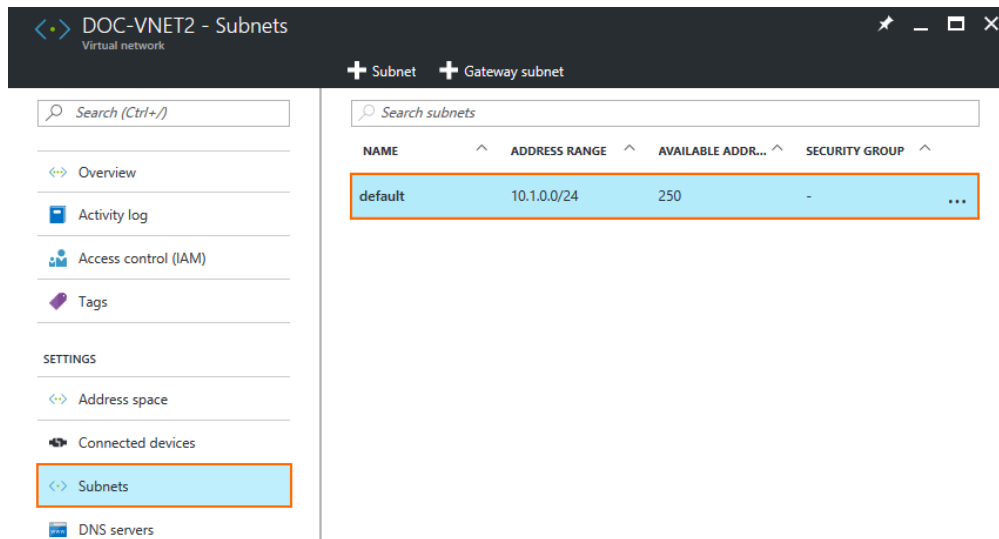 DOC-VNET2 - Subnets
Virtual network
Subnet Gateway subnet
Search (Ctrl+/)
Overview
Activity log
Access control (IAM)
Tags
SETTINGS
Address space
Connected devices
Subnets
DNS servers
Search subnets
NAME ADDRESS RANGE AVAILABLE ADDR... SECURITY GROUP
default 10.1.0.0/24 250 - ...